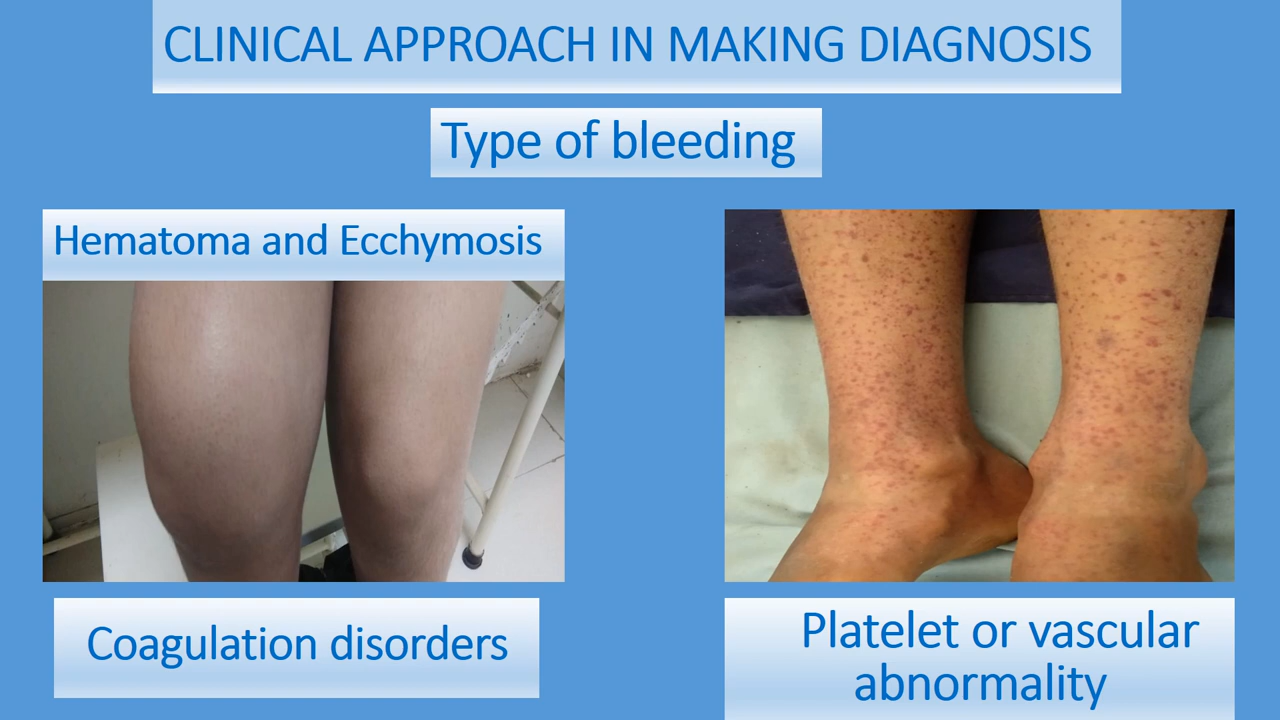 CLINICAL APPROACH IN MAKING DIAGNOSIS
Type of bleeding
Hematoma and Ecchymosis
Coagulation disorders
Platelet or vascular
abnormality